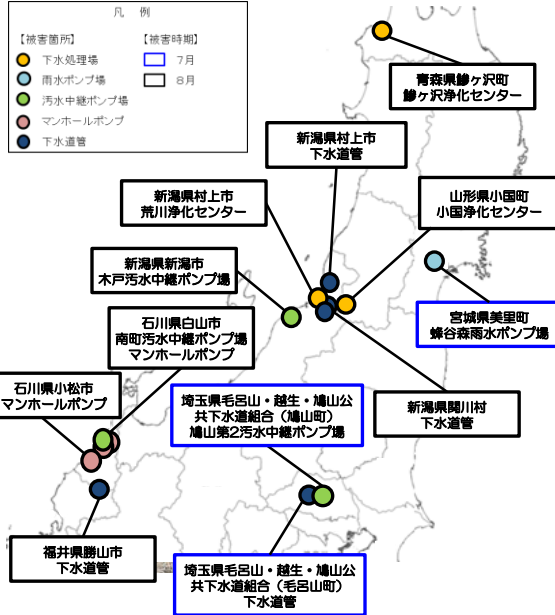 凡 例
【被害箇所】
下水処理場
雨水ポンプ場
汚水中継ポンプ場
マンホールポンプ
下水道管
【被害時期】
7月
8月
青森県鰺ヶ沢町
鰺ヶ沢浄化センター
新潟県村上市
下水道管
新潟県村上市
荒川浄化センター
山形県小国町
小国浄化センター
新潟県新潟市
木戸汚水中継ポンプ場
宮城県美里町
蜂谷森雨水ポンプ場
石川県白山市
南町汚水中継ポンプ場
マンホールポンプ
石川県小松市
マンホールポンプ
埼玉県毛呂山・越生・鳩山公
共下水道組合（鳩山町）
鳩山第2汚水中継ポンプ場
新潟県関川村
下水道管
福井県勝山市
下水道管
埼玉県毛呂山・越生・鳩山公
共下水道組合（毛呂山町）
下水道管